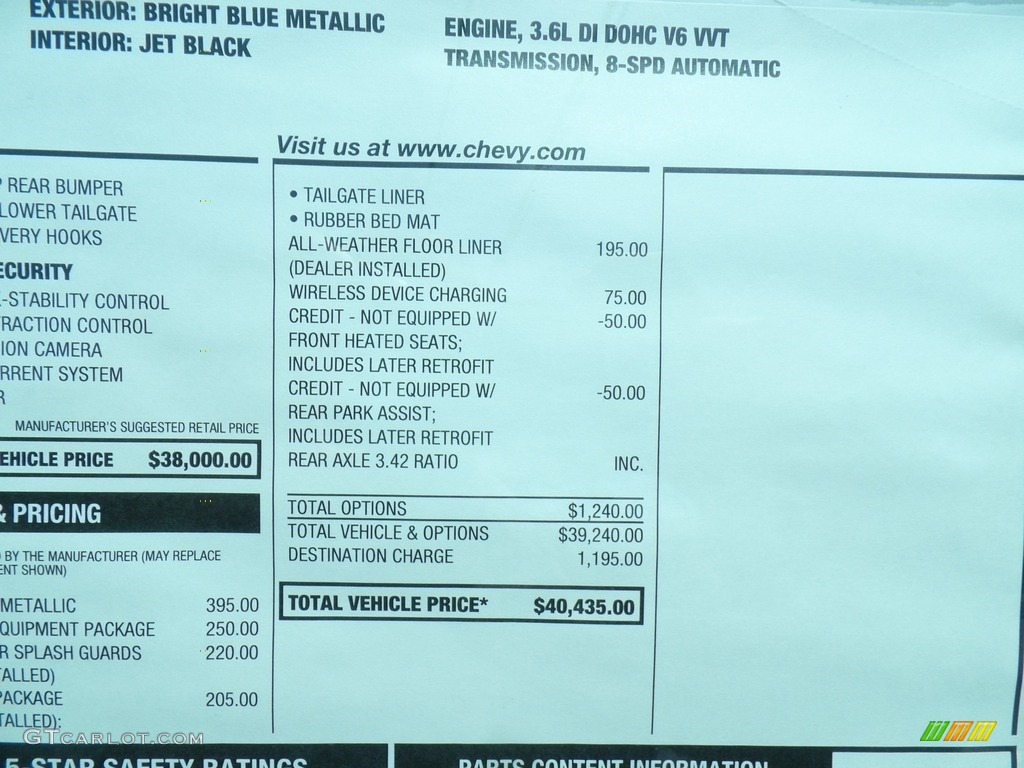 EXTERIOR: BRIGHT BLUE METALLIC
INTERIOR: JET BLACK
ENGINE, 3.6L DI DOHC V6 VVT
TRANSMISSION, 8-SPD AUTOMATIC
Visit us at www.chevy.com
REAR BUMPER
LOWER TAILGATE
VERY HOOKS
ECURITY
-STABILITY CONTROL
RACTION CONTROL
ION CAMERA
RRENT SYSTEM
R
MANUFACTURER'S SUGGESTED RETAIL PRICE
EHICLE PRICE $38,000.00
& PRICING
BY THE MANUFACTURER (MAY REPLACE
ENT SHOWN)
METALLIC 395.00
QUIPMENT PACKAGE 250.00
R SPLASH GUARDS 220.00
TALLED)
PACKAGE 205.00
TALLED):
• TAILGATE LINER
• RUBBER BED MAT
ALL-WEATHER FLOOR LINER 195.00
(DEALER INSTALLED)
WIRELESS DEVICE CHARGING 75.00
CREDIT - NOT EQUIPPED W/ -50.00
FRONT HEATED SEATS;
INCLUDES LATER RETROFIT
CREDIT - NOT EQUIPPED W/ -50.00
REAR PARK ASSIST;
INCLUDES LATER RETROFIT
REAR AXLE 3.42 RATIO INC.
TOTAL OPTIONS $1,240.00
TOTAL VEHICLE & OPTIONS $39,240.00
DESTINATION CHARGE 1,195.00
TOTAL VEHICLE PRICE* $40,435.00
GTcarlot.com
5-STAR SAFETY RATINGS
PARTS CONTENT INFORMATION